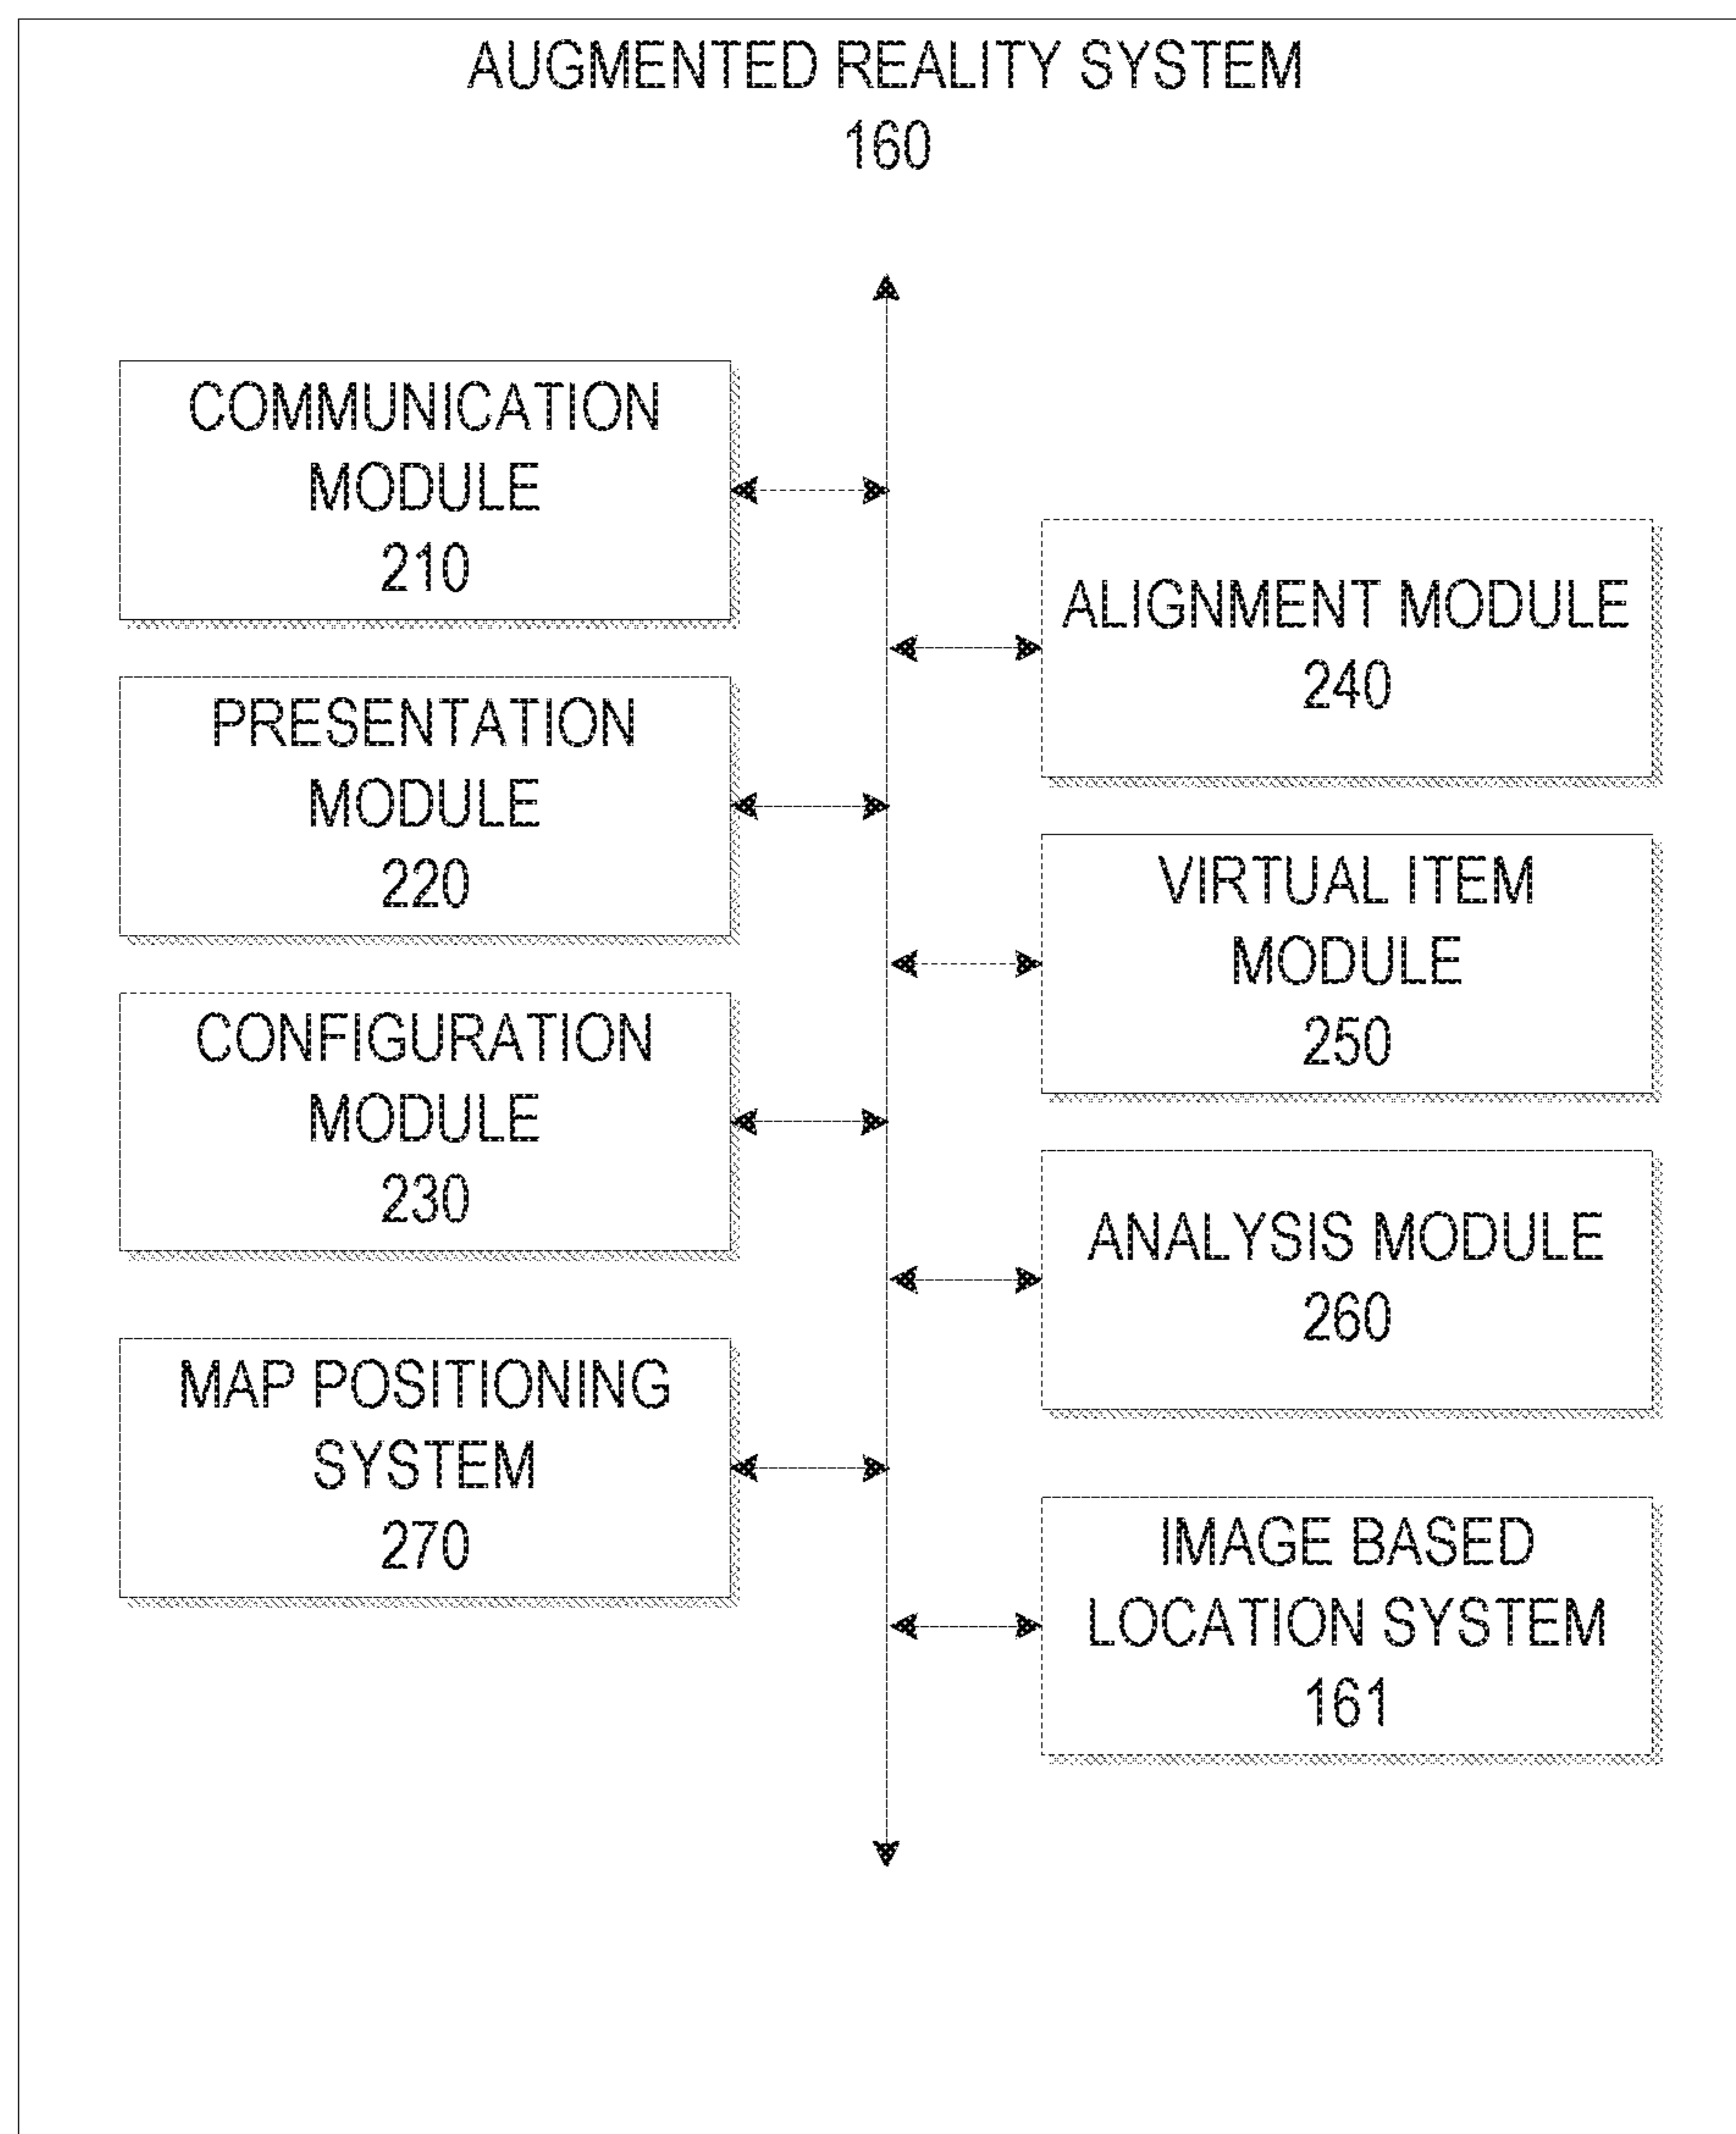 AUGMENTED REALITY SYSTEM
160
COMMUNICATION
MODULE
210
PRESENTATION
MODULE
220
CONFIGURATION
MODULE
230
MAP POSITIONING
SYSTEM
270
ALIGNMENT MODULE
240
VIRTUAL ITEM
MODULE
250
ANALYSIS MODULE
260
IMAGE BASED
LOCATION SYSTEM
161